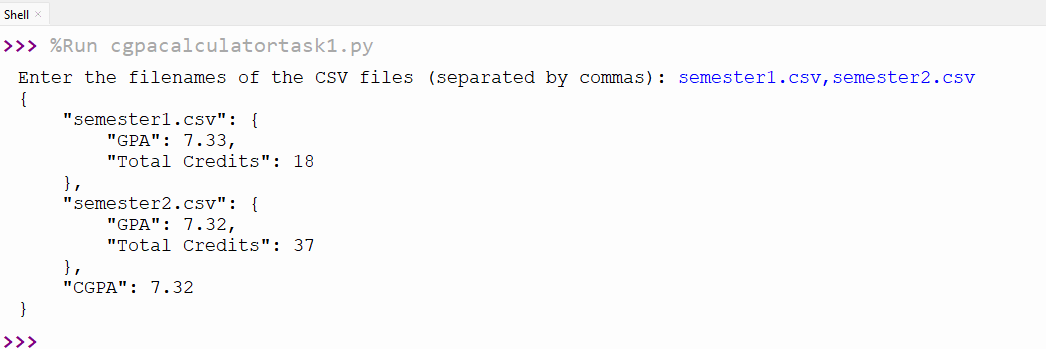 Shell ×
>>> %Run cgpacalculatortask1.py
Enter the filenames of the CSV files (separated by commas): semester1.csv,semester2.csv
{
    "semester1.csv": {
        "GPA": 7.33,
        "Total Credits": 18
    },
    "semester2.csv": {
        "GPA": 7.32,
        "Total Credits": 37
    },
    "CGPA": 7.32
}
>>>